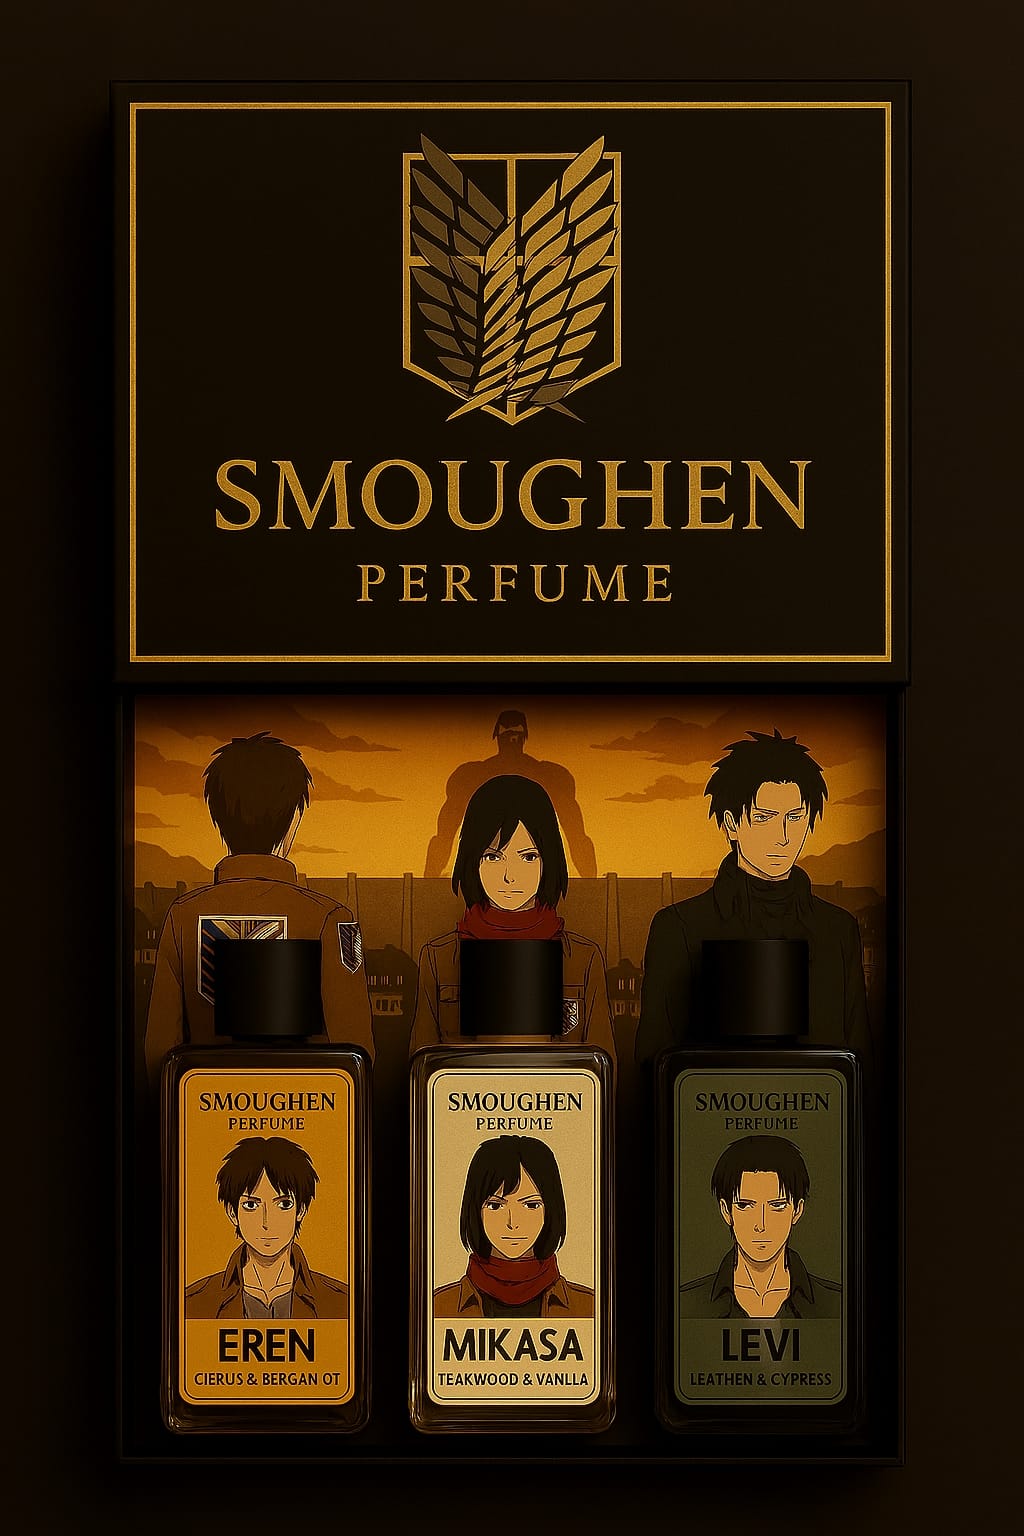 SMOUGHEN
PERFUME
SMOUGHEN
PERFUME
EREN
CIERUS & BERGAN OT
SMOUGHEN
PERFUME
MIKASA
TEAKWOOD & VANLLA
SMOUGHEN
PERFUME
LEVI
LEATHEN & CYPRESS